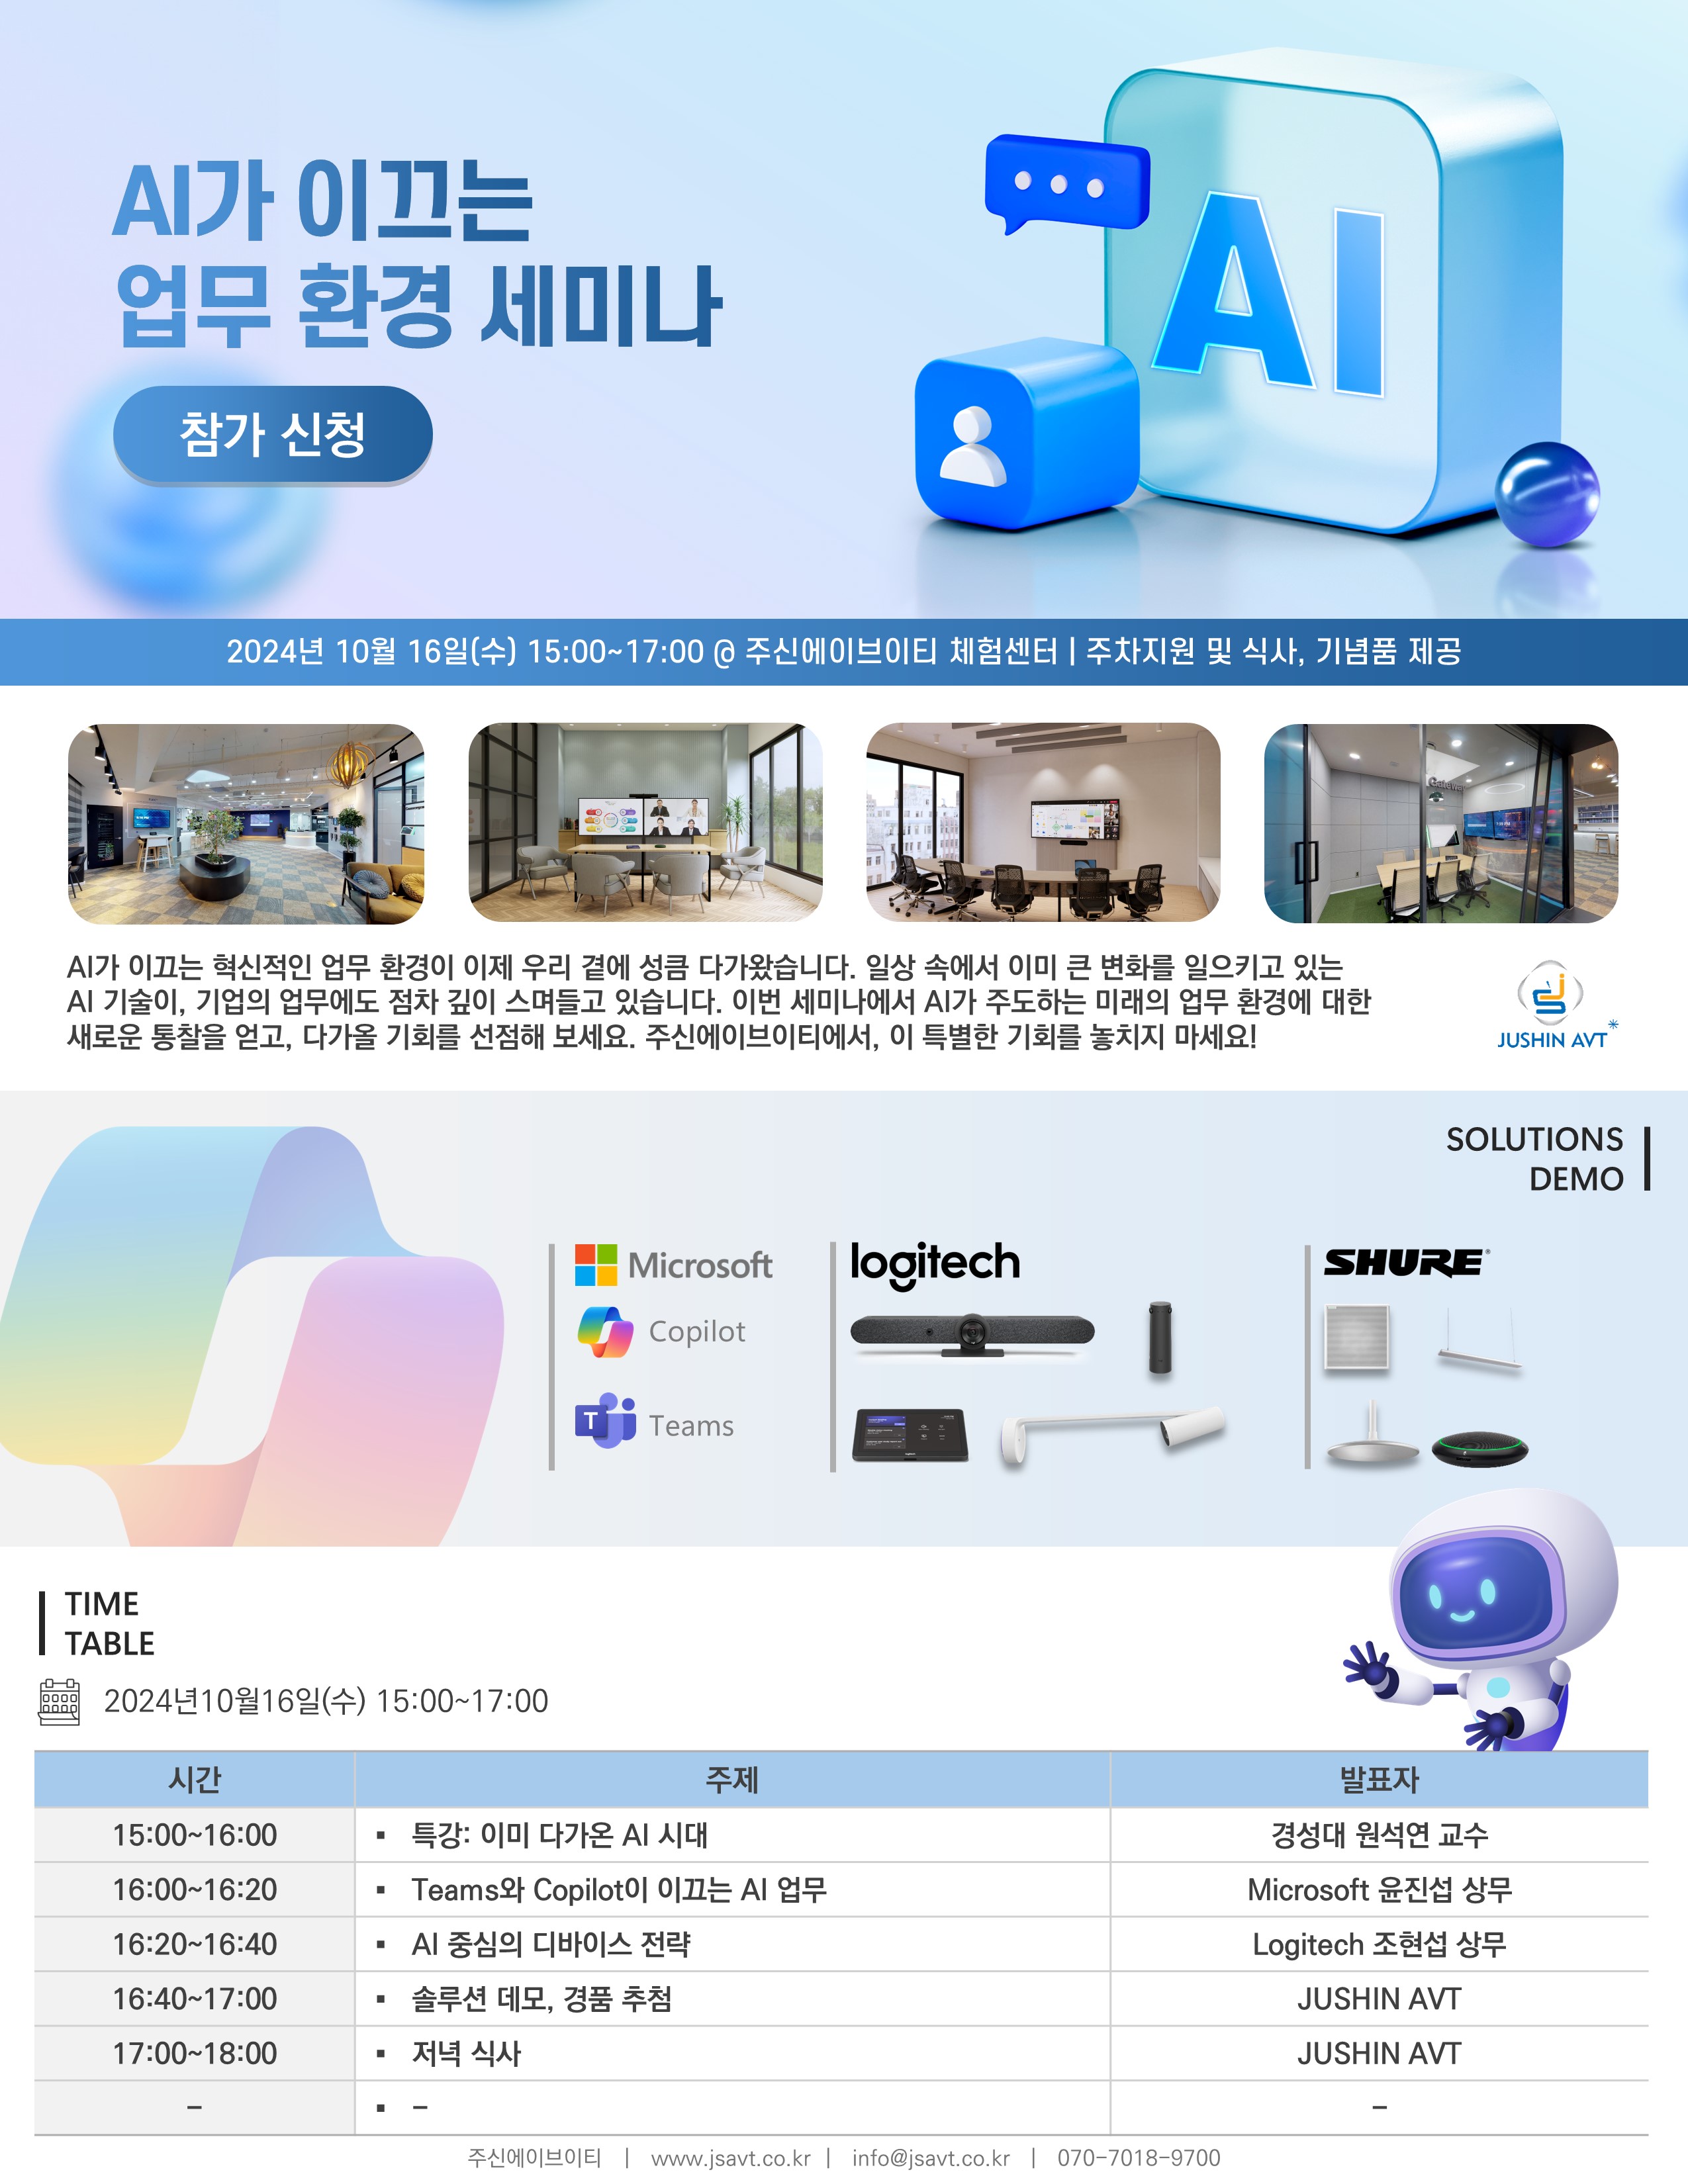 AI가 이끄는
업무 환경 세미나
참가 신청
AI
2024년 10월 16일(수) 15:00~17:00 @ 주신에이브이티 체험센터 | 주차지원 및 식사, 기념품 제공
AI가 이끄는 혁신적인 업무 환경이 이제 우리 곁에 성큼 다가왔습니다. 일상 속에서 이미 큰 변화를 일으키고 있는
AI 기술이, 기업의 업무에도 점차 깊이 스며들고 있습니다. 이번 세미나에서 AI가 주도하는 미래의 업무 환경에 대한
새로운 통찰을 얻고, 다가올 기회를 선점해 보세요. 주신에이브이티에서, 이 특별한 기회를 놓치지 마세요!
JUSHIN AVT
SOLUTIONS
DEMO
Microsoft
Copilot
T Teams
logitech
SHURE
TIME
TABLE
2024년10월16일(수) 15:00~17:00
시간 주제 발표자
15:00~16:00 ▪ 특강: 이미 다가온 AI 시대 경성대 원석연 교수
16:00~16:20 ▪ Teams와 Copilot이 이끄는 AI 업무 Microsoft 윤진섭 상무
16:20~16:40 ▪ AI 중심의 디바이스 전략 Logitech 조현섭 상무
16:40~17:00 ▪ 솔루션 데모, 경품 추첨 JUSHIN AVT
17:00~18:00 ▪ 저녁 식사 JUSHIN AVT
– ▪ – –
주신에이브이티 | www.jsavt.co.kr | info@jsavt.co.kr | 070-7018-9700